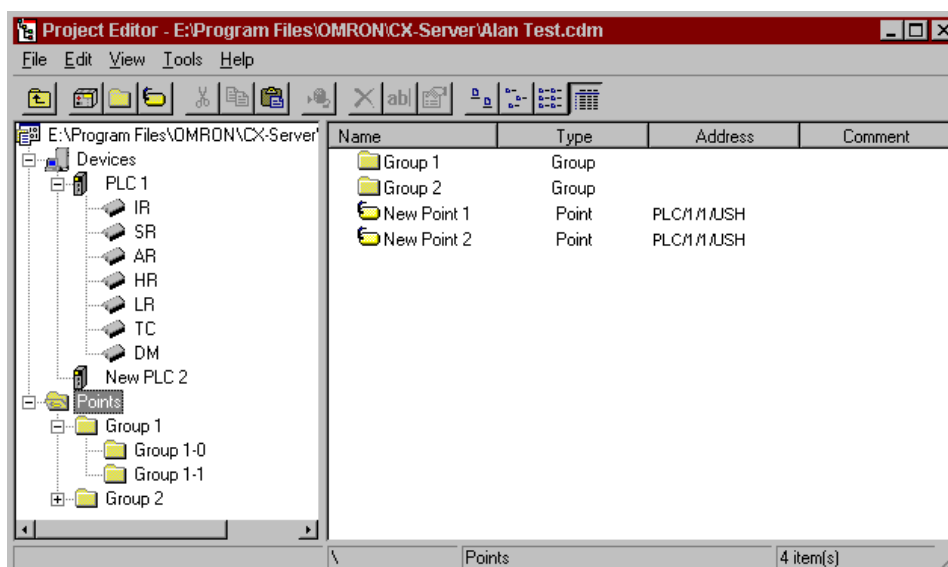 Project Editor - E:\Program Files\OMRON\CX-Server\Alan Test.cdm
File Edit View Tools Help
ab
E:\Program Files\OMRON\CX-Server'
Devices
PLC 1
IR
SR
AR
HR
LR
TC
DM
New PLC 2
Points
Group 1
Group 1-0
Group 1-1
Group 2
Name Type Address Comment
Group 1 Group
Group 2 Group
New Point 1 Point PLC/1/1/USH
New Point 2 Point PLC/1/1/USH
\ Points 4 item(s)